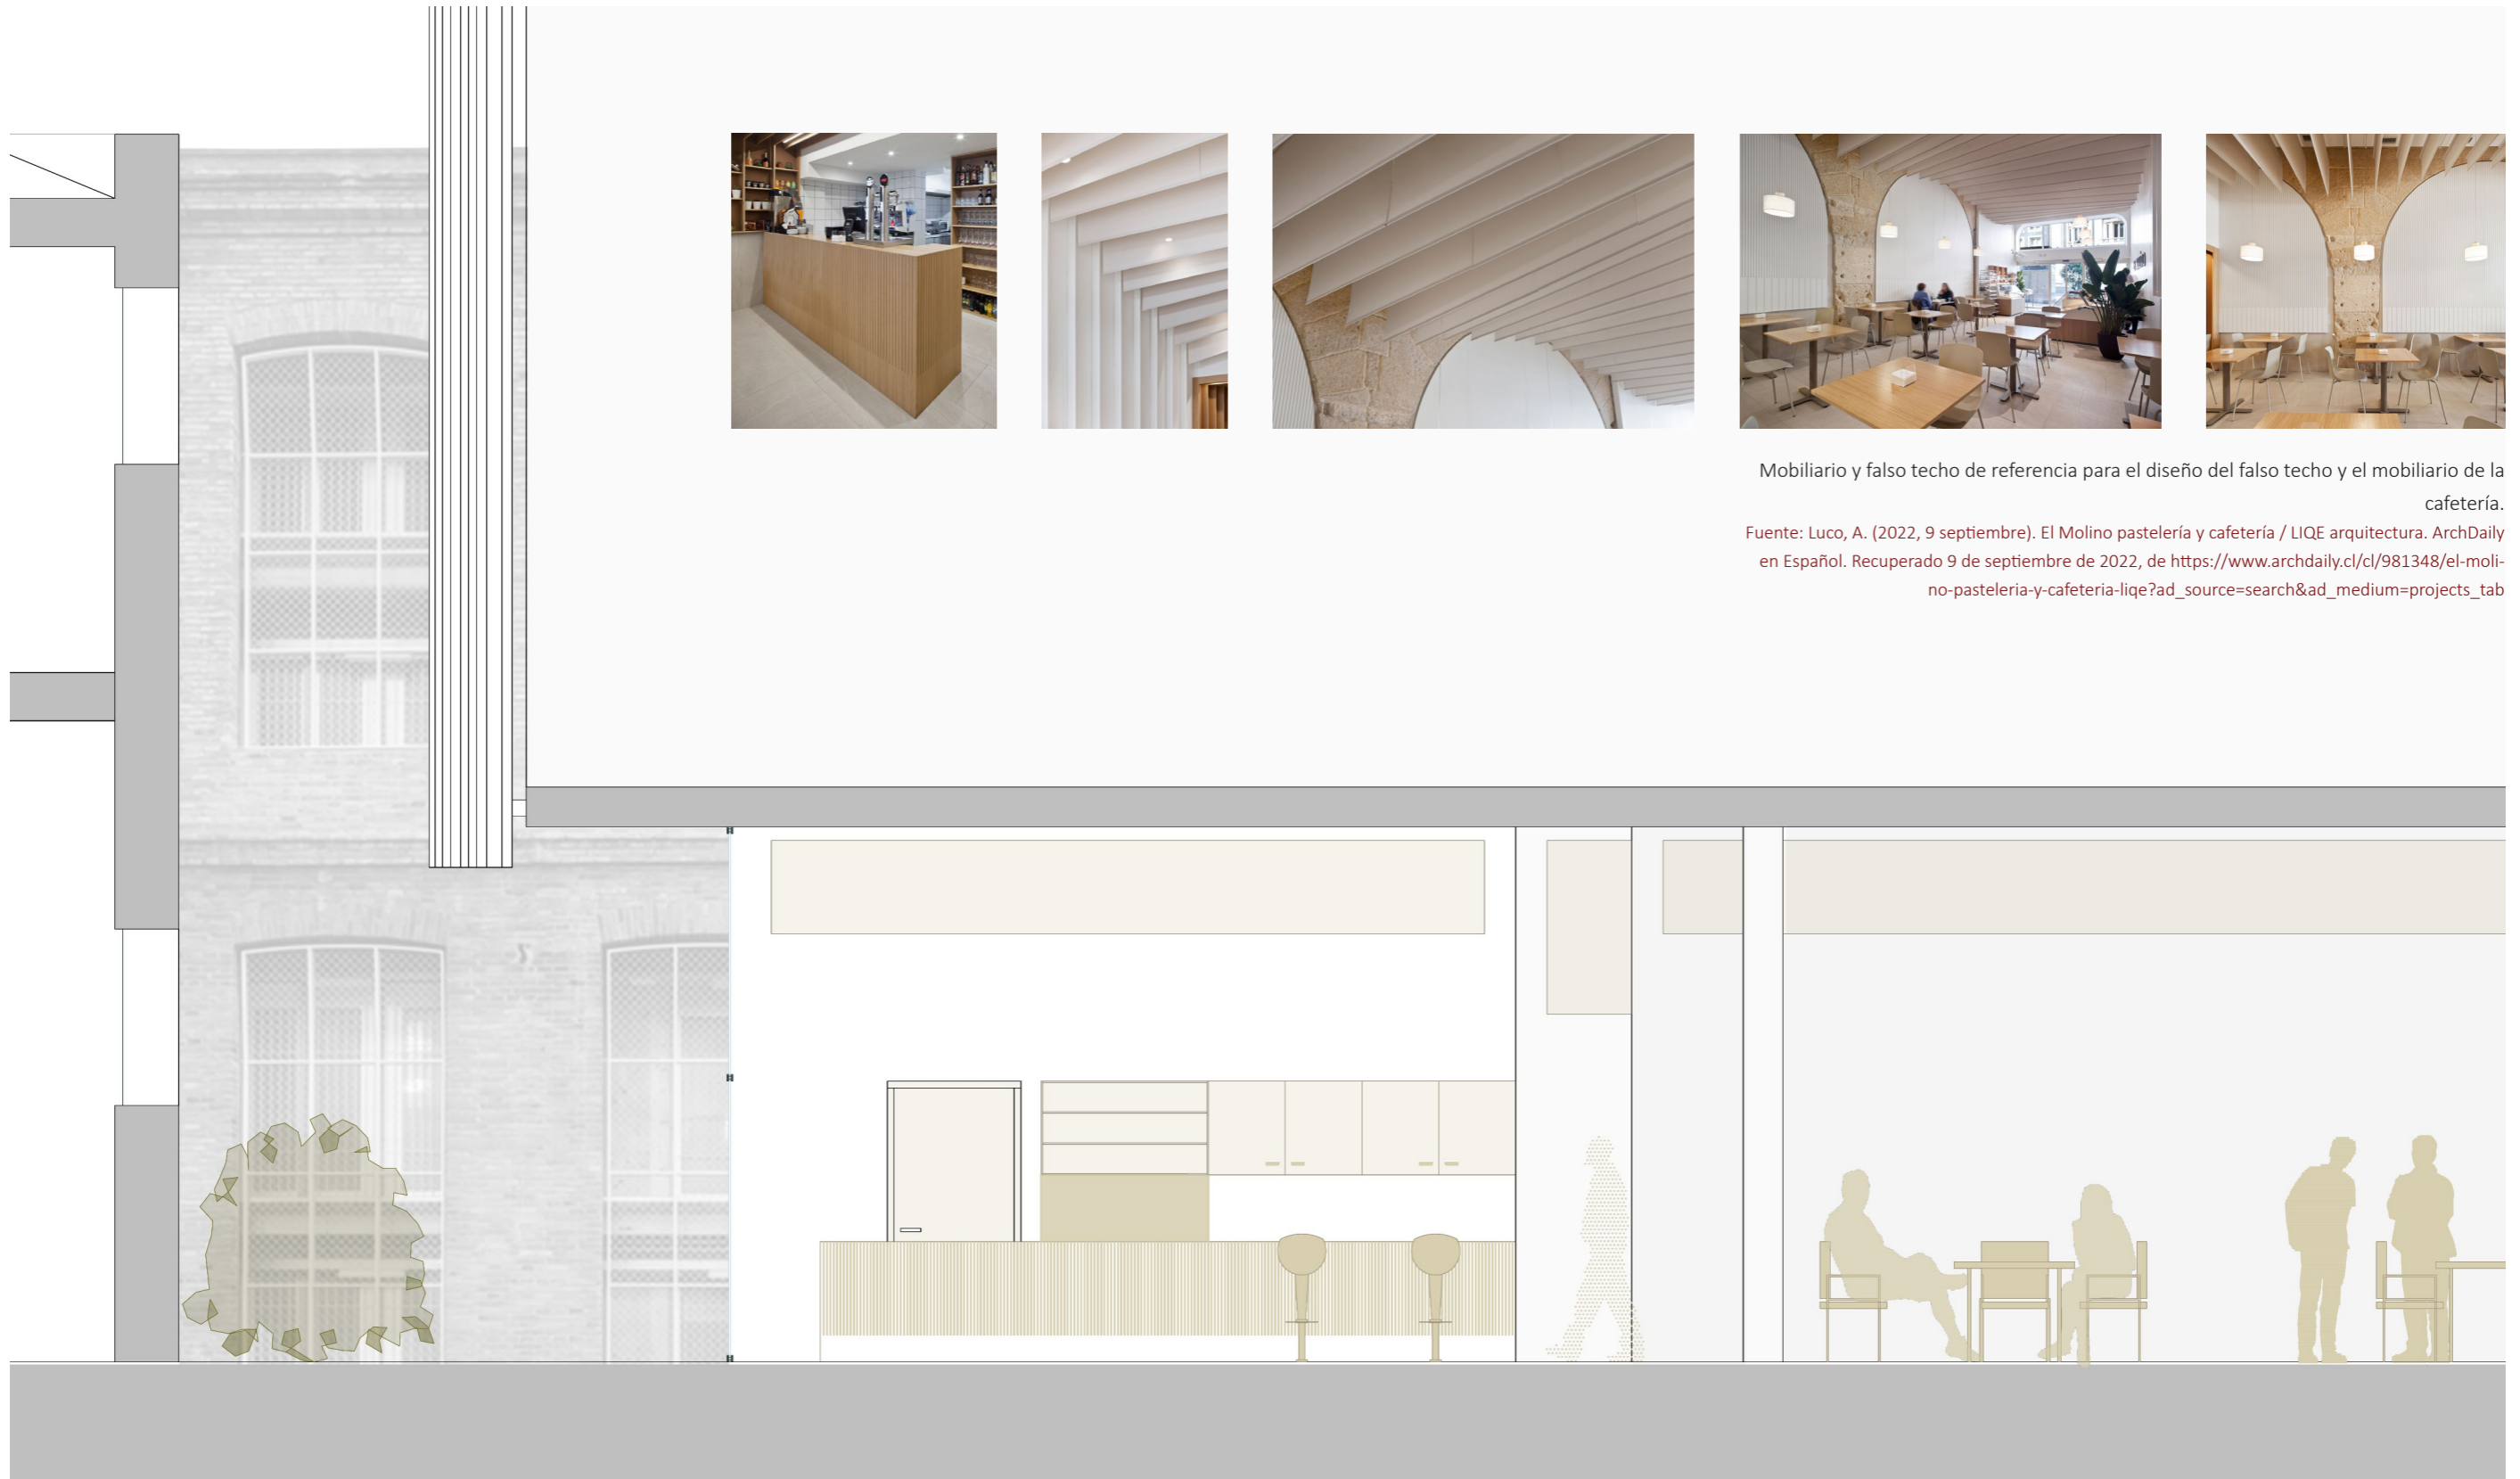 Mobiliario y falso techo de referencia para el diseño del falso techo y el mobiliario de la
cafetería.
Fuente: Luco, A. (2022, 9 septiembre). El Molino pastelería y cafetería / LIQE arquitectura. ArchDaily
en Español. Recuperado 9 de septiembre de 2022, de https://www.archdaily.cl/cl/981348/el-moli-
no-pasteleria-y-cafeteria-liqe?ad_source=search&ad_medium=projects_tab